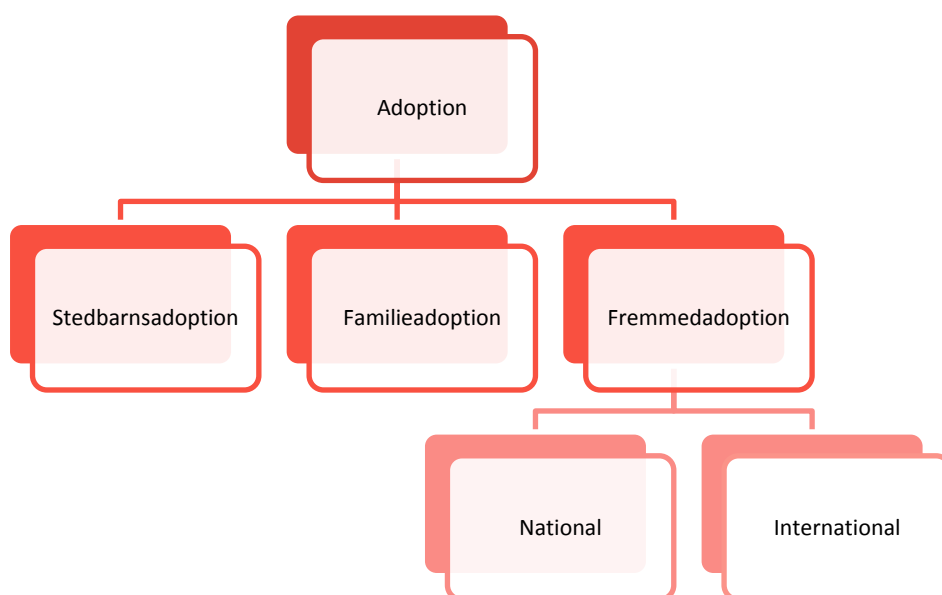 Adoption
Stedbarnsadoption
Familieadoption
Fremmedadoption
National
International